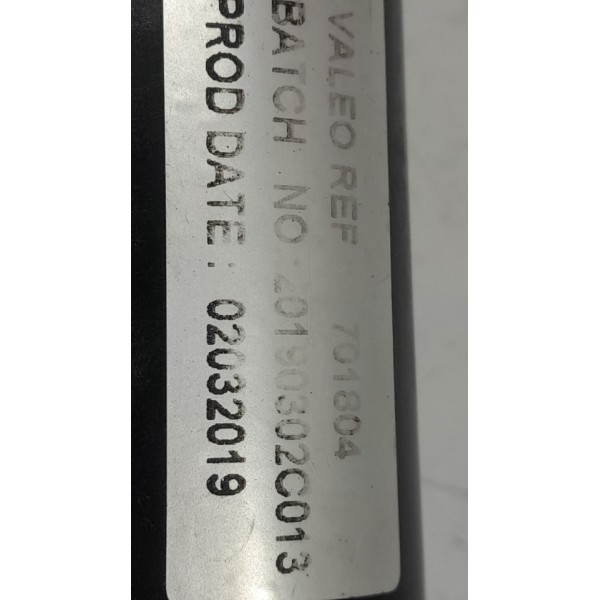 VALEO REF 701804
BATCH NO:20190302C013
PROD DATE: 02032019